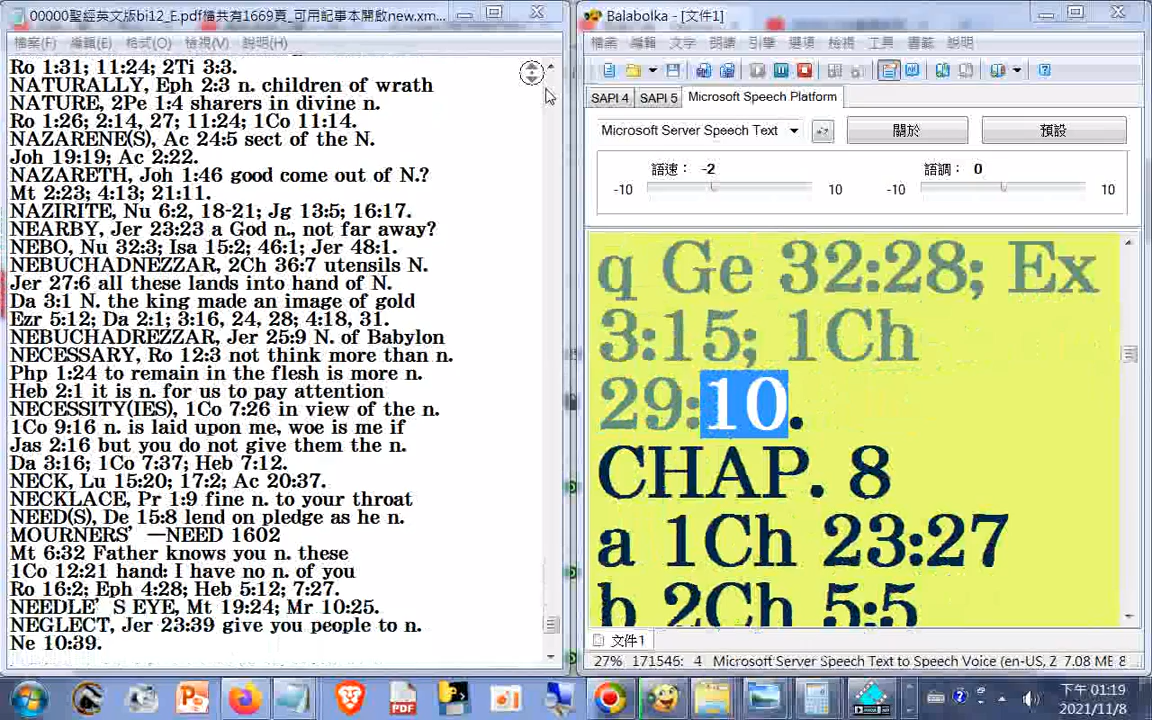 00000聖經英文版bi12_E.pdf檔共有1669頁_可用記事本開啟new.xm...
檔案(F) 編輯(E) 格式(O) 檢視(V) 說明(H)
Ro 1:31; 11:24; 2Ti 3:3.
NATURALLY, Eph 2:3 n. children of wrath
NATURE, 2Pe 1:4 sharers in divine n.
Ro 1:26; 2:14, 27; 11:24; 1Co 11:14.
NAZARENE(S), Ac 24:5 sect of the N.
Joh 19:19; Ac 2:22.
NAZARETH, Joh 1:46 good come out of N.?
Mt 2:23; 4:13; 21:11.
NAZIRITE, Nu 6:2, 18-21; Jg 13:5; 16:17.
NEARBY, Jer 23:23 a God n., not far away?
NEBO, Nu 32:3; Isa 15:2; 46:1; Jer 48:1.
NEBUCHADNEZZAR, 2Ch 36:7 utensils N.
Jer 27:6 all these lands into hand of N.
Da 3:1 N. the king made an image of gold
Ezr 5:12; Da 2:1; 3:16, 24, 28; 4:18, 31.
NEBUCHADREZZAR, Jer 25:9 N. of Babylon
NECESSARY, Ro 12:3 not think more than n.
Php 1:24 to remain in the flesh is more n.
Heb 2:1 it is n. for us to pay attention
NECESSITY(IES), 1Co 7:26 in view of the n.
1Co 9:16 n. is laid upon me, woe is me if
Jas 2:16 but you do not give them the n.
Da 3:16; 1Co 7:37; Heb 7:12.
NECK, Lu 15:20; 17:2; Ac 20:37.
NECKLACE, Pr 1:9 fine n. to your throat
NEED(S), De 15:8 lend on pledge as he n.
MOURNERS’ —NEED 1602
Mt 6:32 Father knows you n. these
1Co 12:21 hand: I have no n. of you
Ro 16:2; Eph 4:28; Heb 5:12; 7:27.
NEEDLE’ S EYE, Mt 19:24; Mr 10:25.
NEGLECT, Jer 23:39 give you people to n.
Ne 10:39.
Balabolka - [文件1]
檔案 編輯 文字 朗讀 引擎 選項 檢視 工具 書籤 說明
SAPI 4 SAPI 5 Microsoft Speech Platform
Microsoft Server Speech Text 關於 預設
語速： -2 語調： 0
-10 10 -10 10
q Ge 32:28; Ex
3:15; 1Ch
29:10.
CHAP. 8
a 1Ch 23:27
b 2Ch 5:5
文件1
27% 171545: 4 Microsoft Server Speech Text to Speech Voice (en-US, 2 7.08 MB 8
PDF
下午 01:19
2021/11/8